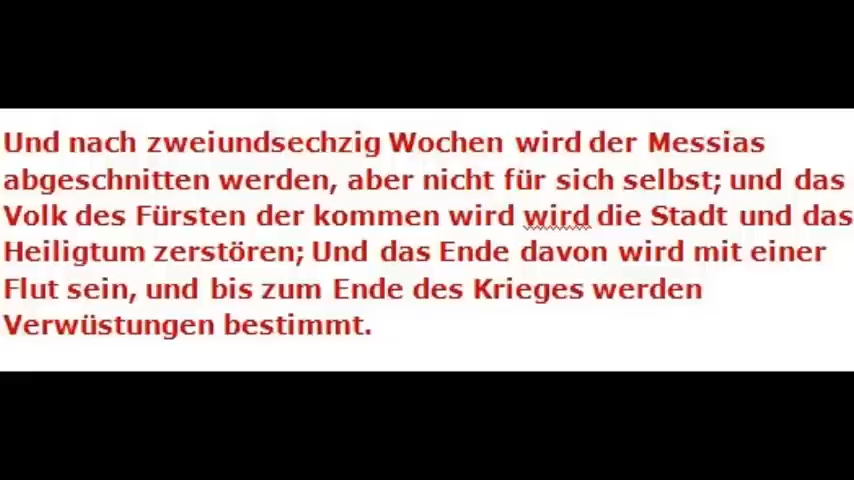 Und nach zweiundsechzig Wochen wird der Messias
abgeschnitten werden, aber nicht für sich selbst; und das
Volk des Fürsten der kommen wird wird die Stadt und das
Heiligtum zerstören; Und das Ende davon wird mit einer
Flut sein, und bis zum Ende des Krieges werden
Verwüstungen bestimmt.